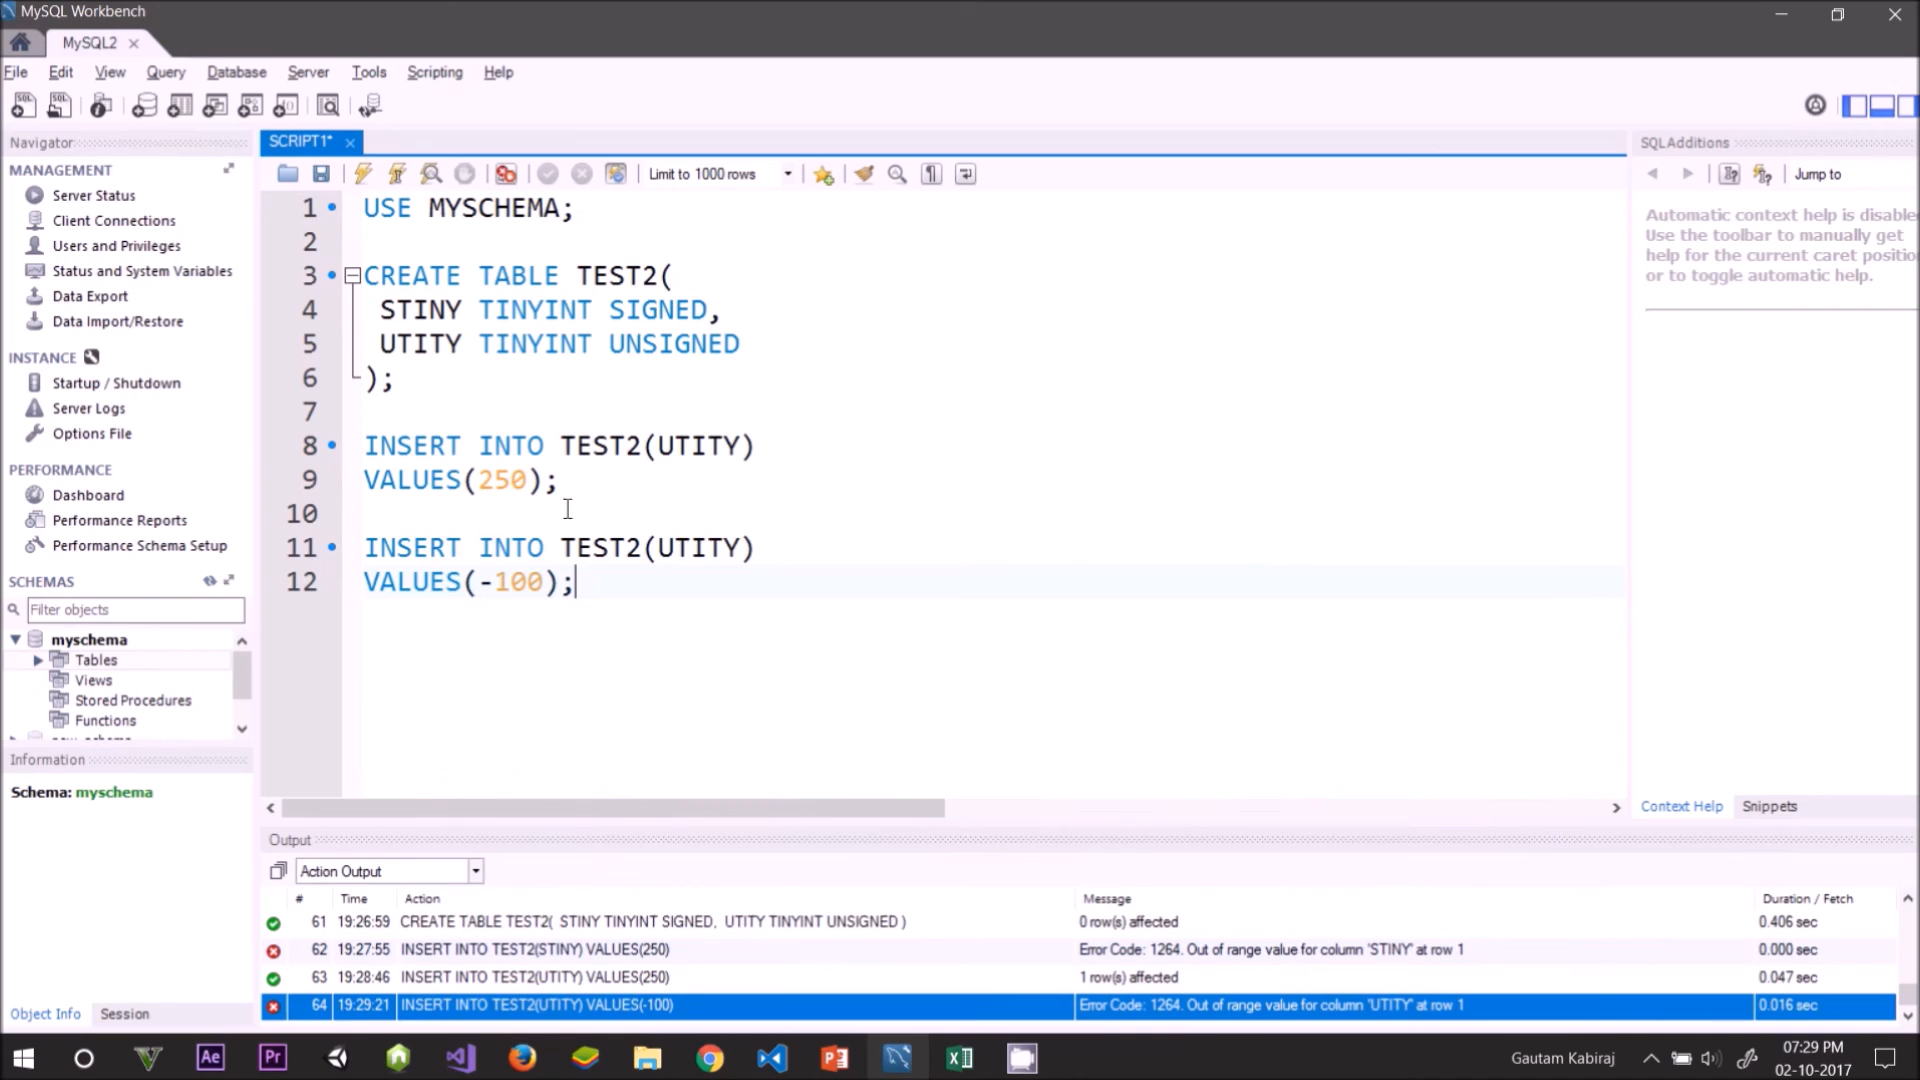 MySQL Workbench
MySQL2
File Edit View Query Database Server Tools Scripting Help
Navigator
MANAGEMENT
Server Status
Client Connections
Users and Privileges
Status and System Variables
Data Export
Data Import/Restore
INSTANCE
Startup / Shutdown
Server Logs
Options File
PERFORMANCE
Dashboard
Performance Reports
Performance Schema Setup
SCHEMAS
Filter objects
myschema
Tables
Views
Stored Procedures
Functions
Information
Schema: myschema
Object Info Session
SCRIPT1*
Limit to 1000 rows
1 USE MYSCHEMA;
2
3 CREATE TABLE TEST2(
4 STINY TINYINT SIGNED,
5 UTITY TINYINT UNSIGNED
6 );
7
8 INSERT INTO TEST2(UTITY)
9 VALUES(250);
10
11 INSERT INTO TEST2(UTITY)
12 VALUES(-100);
SQLAdditions
Jump to
Automatic context help is disable
Use the toolbar to manually get
help for the current caret positio
or to toggle automatic help.
Context Help Snippets
Output
Action Output
# Time Action Message Duration / Fetch
61 19:26:59 CREATE TABLE TEST2( STINY TINYINT SIGNED, UTITY TINYINT UNSIGNED ) 0 row(s) affected 0.406 sec
62 19:27:55 INSERT INTO TEST2(STINY) VALUES(250) Error Code: 1264. Out of range value for column 'STINY' at row 1 0.000 sec
63 19:28:46 INSERT INTO TEST2(UTITY) VALUES(250) 1 row(s) affected 0.047 sec
64 19:29:21 INSERT INTO TEST2(UTITY) VALUES(-100) Error Code: 1264. Out of range value for column 'UTITY' at row 1 0.016 sec
Ae Pr
Gautam Kabiraj
07:29 PM
02-10-2017